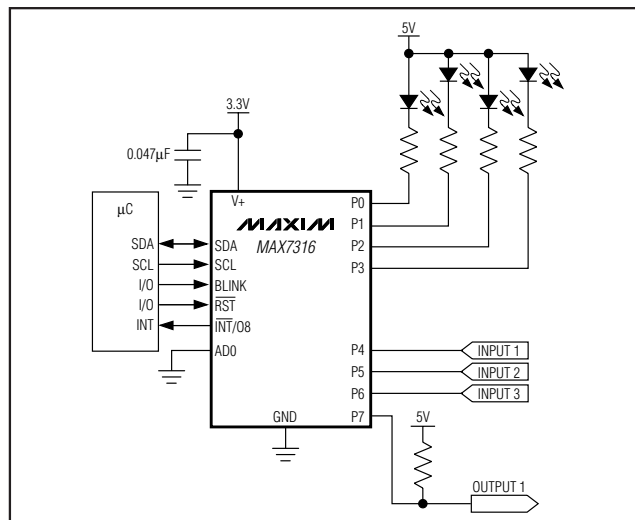 5V
3.3V
0.047µF
µC
SDA
SCL
I/O
I/O
INT
V+
MAXIM
MAX7316
SDA
SCL
BLINK
RST
INT/O8
AD0
GND
P0
P1
P2
P3
P4
P5
P6
P7
INPUT 1
INPUT 2
INPUT 3
5V
OUTPUT 1